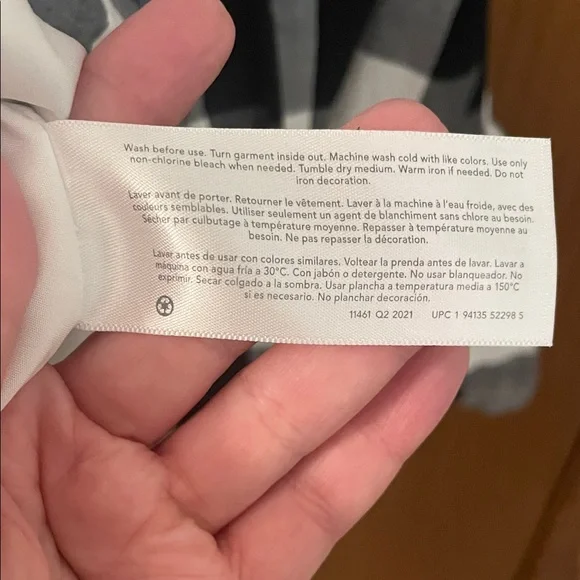 Wash before use. Turn garment inside out. Machine wash cold with like colors. Use only
non-chlorine bleach when needed. Tumble dry medium. Warm iron if needed. Do not
iron decoration.
Laver avant de porter. Retourner le vêtement. Laver à la machine à l'eau froide, avec des
couleurs semblables. Utiliser seulement un agent de blanchiment sans chlore au besoin.
Sécher par culbutage à température moyenne. Repasser à température moyenne au
besoin. Ne pas repasser la décoration.
Lavar antes de usar con colores similares. Voltear la prenda antes de lavar. Lavar a
máquina con agua fría a 30°C. Con jabón o detergente. No usar blanqueador. No
exprimir. Secar colgado a la sombra. Usar plancha a temperatura media a 150°C
si es necesario. No planchar decoración.
11461 Q2 2021 UPC 1 94135 52298 5